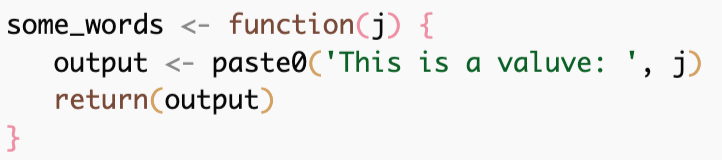 some_words <- function(j) {
   output <- paste0('This is a valuve: ', j)
   return(output)
}